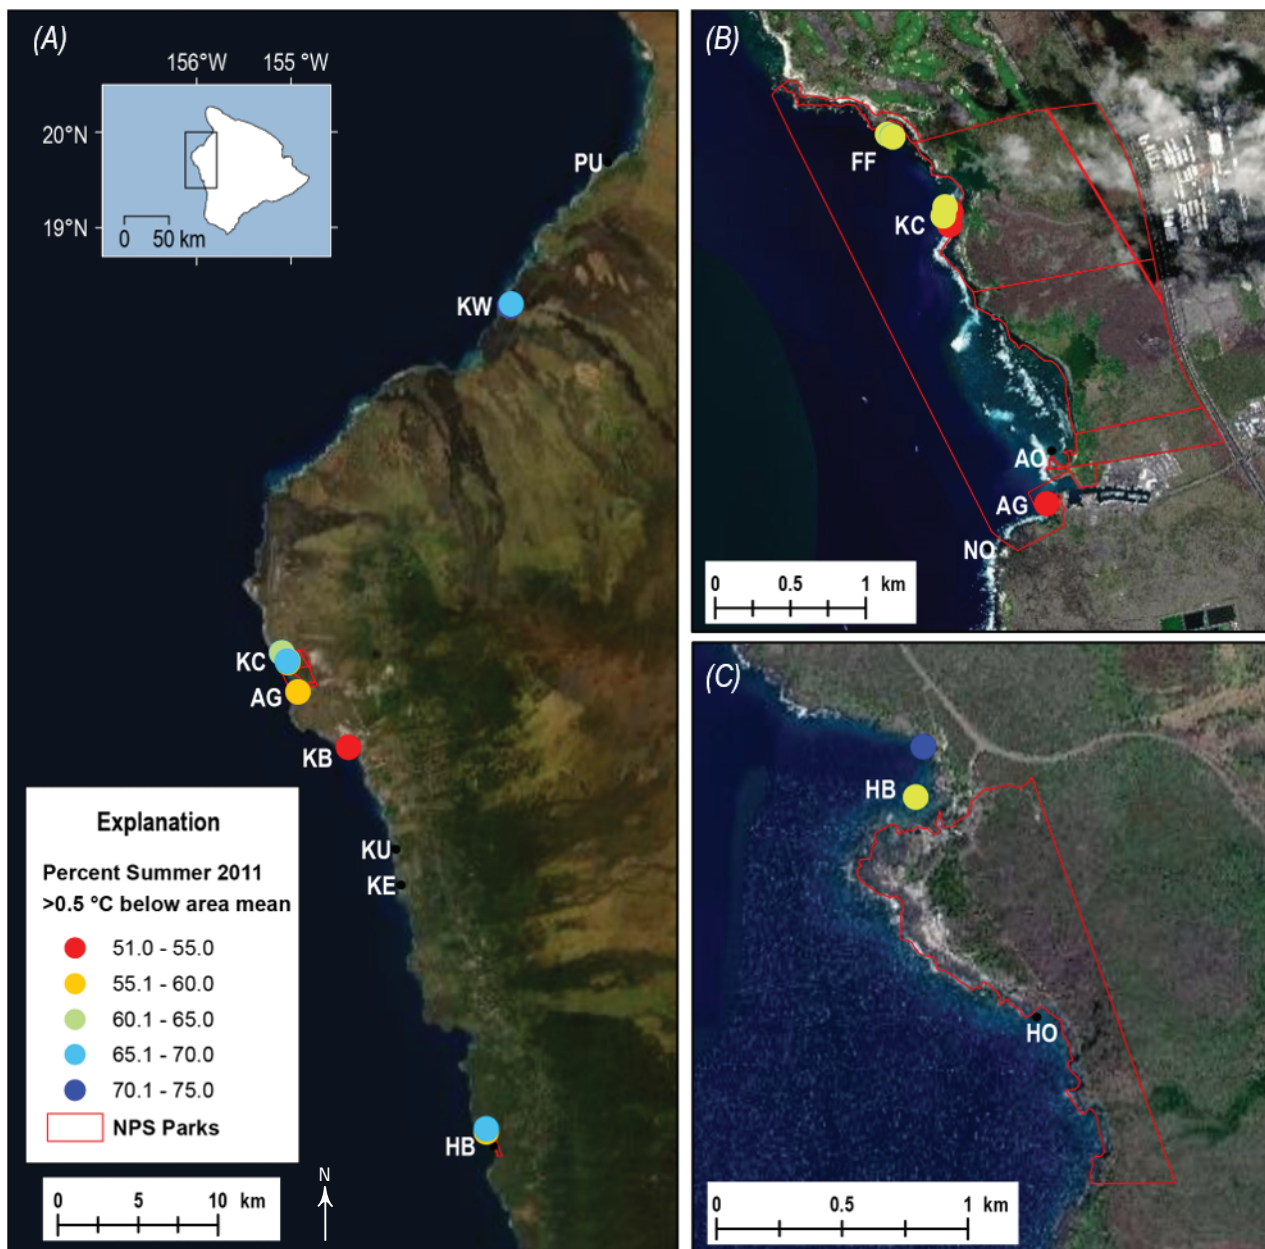 (A)
156°W 155 °W
20°N
19°N
0 50 km
PU
KW
KC
AG
KB
KU
KE
HB
Explanation
Percent Summer 2011
>0.5 °C below area mean
51.0 - 55.0
55.1 - 60.0
60.1 - 65.0
65.1 - 70.0
70.1 - 75.0
NPS Parks
0 5 10 km
N
(B)
FF
KC
AO
AG
NO
0 0.5 1 km
(C)
HB
HO
0 0.5 1 km